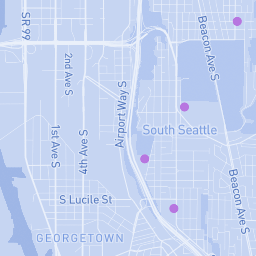 SR 99
2nd Ave S
1st Ave S
4th Ave S
Airport Way S
Beacon Ave S
South Seattle
S Lucile St
Beacon Ave S
GEORGETOWN